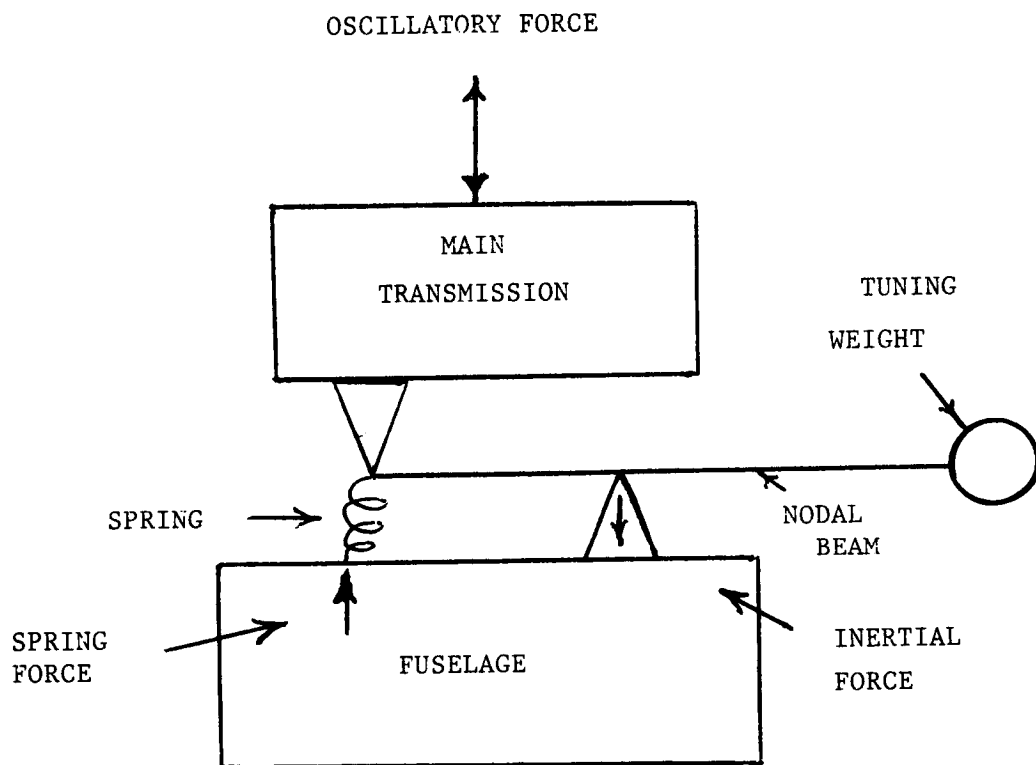 OSCILLATORY FORCE
MAIN
TRANSMISSION
TUNING
WEIGHT
SPRING
NODAL
BEAM
SPRING
FORCE
FUSELAGE
INERTIAL
FORCE